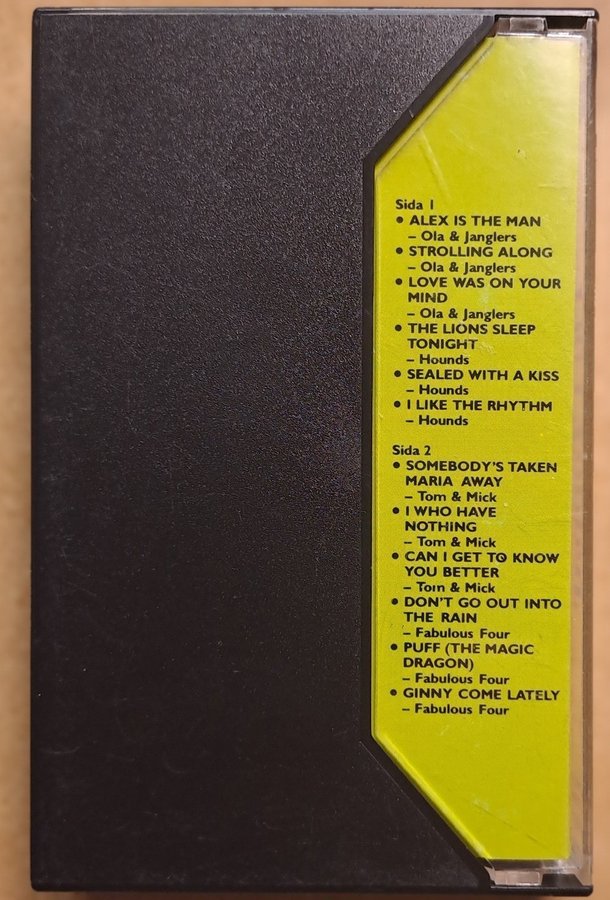 Sida 1
• ALEX IS THE MAN
– Ola & Janglers
• STROLLING ALONG
– Ola & Janglers
• LOVE WAS ON YOUR
MIND
– Ola & Janglers
• THE LIONS SLEEP
TONIGHT
– Hounds
• SEALED WITH A KISS
– Hounds
• I LIKE THE RHYTHM
– Hounds
Sida 2
• SOMEBODY'S TAKEN
MARIA AWAY
– Tom & Mick
• I WHO HAVE
NOTHING
– Tom & Mick
• CAN I GET TO KNOW
YOU BETTER
– Tom & Mick
• DON'T GO OUT INTO
THE RAIN
– Fabulous Four
• PUFF (THE MAGIC
DRAGON)
– Fabulous Four
• GINNY COME LATELY
– Fabulous Four